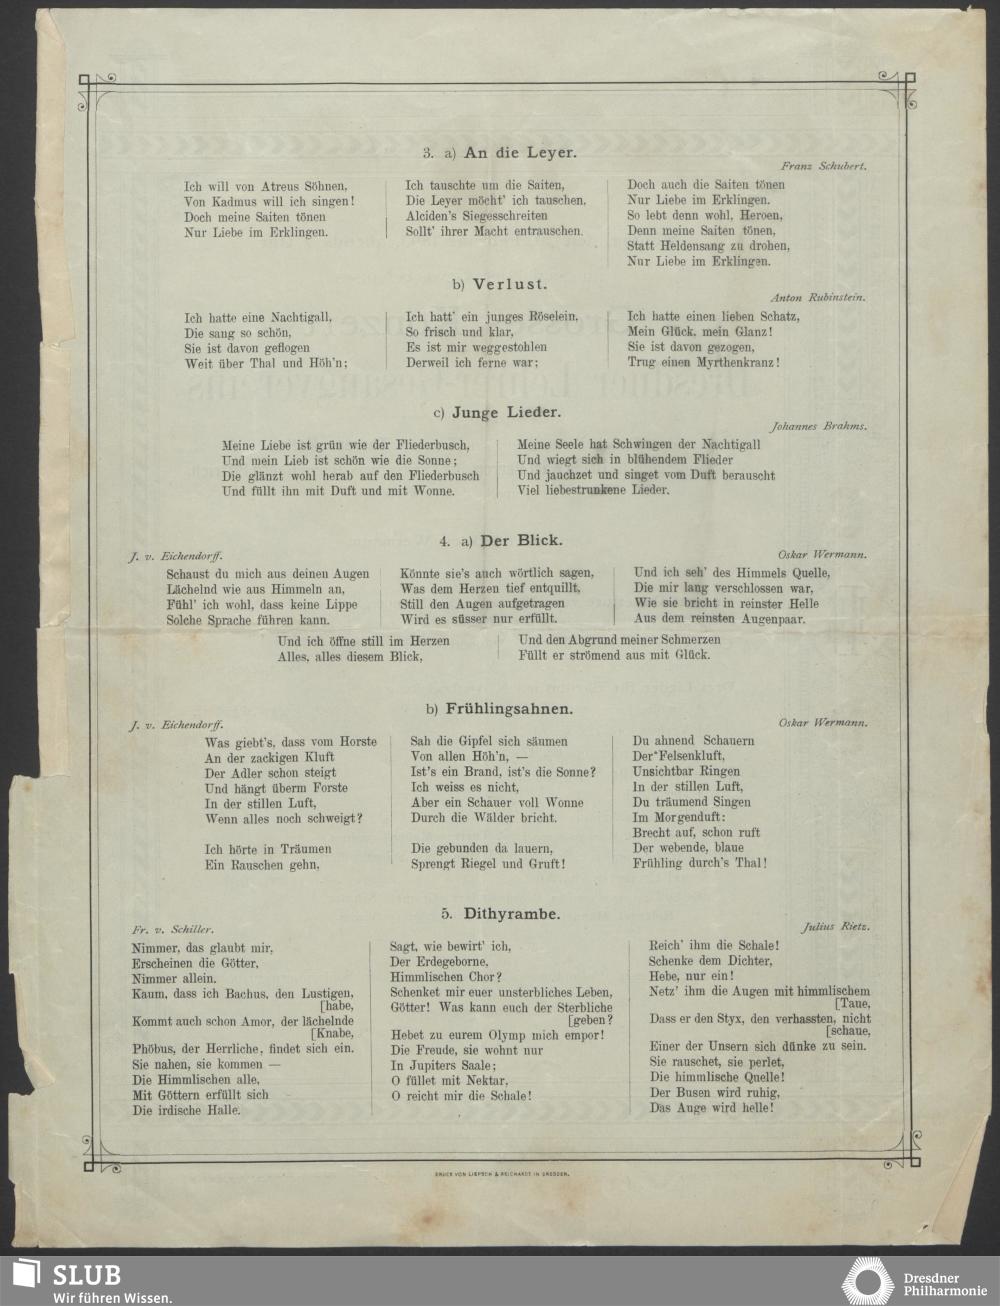 3. a) An die Leyer.
Franz Schubert.
Ich will von Atreus Söhnen,
Von Kadmus will ich singen!
Doch meine Saiten tönen
Nur Liebe im Erklingen.
Ich tauschte um die Saiten,
Die Leyer möcht' ich tauschen,
Alciden's Siegesschreiten
Sollt' ihrer Macht entrauschen.
Doch auch die Saiten tönen
Nur Liebe im Erklingen.
So lebt denn wohl, Heroen,
Denn meine Saiten tönen,
Statt Heldensang zu drohen,
Nur Liebe im Erklingen.
b) Verlust.
Anton Rubinstein.
Ich hatte eine Nachtigall,
Die sang so schön,
Sie ist davon geflogen
Weit über Thal und Höh'n;
Ich hatt' ein junges Röselein,
So frisch und klar,
Es ist mir weggestohlen
Derweil ich ferne war;
Ich hatte einen lieben Schatz,
Mein Glück, mein Glanz!
Sie ist davon gezogen,
Trug einen Myrthenkranz!
c) Junge Lieder.
Johannes Brahms.
Meine Liebe ist grün wie der Fliederbusch,
Und mein Lieb ist schön wie die Sonne;
Die glänzt wohl herab auf den Fliederbusch
Und füllt ihn mit Duft und mit Wonne.
Meine Seele hat Schwingen der Nachtigall
Und wiegt sich in blühendem Flieder
Und jauchzet und singet vom Duft berauscht
Viel liebestrunkene Lieder.
4. a) Der Blick.
J. v. Eichendorff.
Oskar Wermann.
Schaust du mich aus deinen Augen
Lächelnd wie aus Himmeln an,
Fühl' ich wohl, dass keine Lippe
Solche Sprache führen kann.
Könnte sie's auch wörtlich sagen,
Was dem Herzen tief entquillt,
Still den Augen aufgetragen
Wird es süsser nur erfüllt.
Und ich seh' des Himmels Quelle,
Die mir lang verschlossen war,
Wie sie bricht in reinster Helle
Aus dem reinsten Augenpaar.
Und ich öffne still im Herzen
Alles, alles diesem Blick,
Und den Abgrund meiner Schmerzen
Füllt er strömend aus mit Glück.
b) Frühlingsahnen.
J. v. Eichendorff.
Oskar Wermann.
Was giebt's, dass vom Horste
An der zackigen Kluft
Der Adler schon steigt
Und hängt überm Forste
In der stillen Luft,
Wenn alles noch schweigt?
Ich hörte in Träumen
Ein Rauschen gehn,
Sah die Gipfel sich säumen
Von allen Höh'n, —
Ist's ein Brand, ist's die Sonne?
Ich weiss es nicht,
Aber ein Schauer voll Wonne
Durch die Wälder bricht.
Die gebunden da lauern,
Sprengt Riegel und Gruft!
Du ahnend Schauern
Der Felsenkluft,
Unsichtbar Ringen
In der stillen Luft,
Du träumend Singen
Im Morgenduft:
Brecht auf, schon ruft
Der webende, blaue
Frühling durch's Thal!
5. Dithyrambe.
Fr. v. Schiller.
Julius Rietz.
Nimmer, das glaubt mir,
Erscheinen die Götter,
Nimmer allein.
Kaum, dass ich Bachus, den Lustigen,
[habe,
Kommt auch schon Amor, der lächelnde
[Knabe,
Phöbus, der Herrliche, findet sich ein.
Sie nahen, sie kommen —
Die Himmlischen alle,
Mit Göttern erfüllt sich
Die irdische Halle.
Sagt, wie bewirt' ich,
Der Erdegeborne,
Himmlischen Chor?
Schenket mir euer unsterbliches Leben,
Götter! Was kann euch der Sterbliche
[geben?
Hebet zu eurem Olymp mich empor!
Die Freude, sie wohnt nur
In Jupiters Saale;
O füllet mit Nektar,
O reicht mir die Schale!
Reich' ihm die Schale!
Schenke dem Dichter,
Hebe, nur ein!
Netz' ihm die Augen mit himmlischem
[Taue,
Dass er den Styx, den verhassten, nicht
[schaue,
Einer der Unsern sich dünke zu sein.
Sie rauschet, sie perlet,
Die himmlische Quelle!
Der Busen wird ruhig,
Das Auge wird helle!
DRUCK VON LIEPSCH & REICHARDT IN DRESDEN.
SLUB
Wir führen Wissen.
Dresdner
Philharmonie